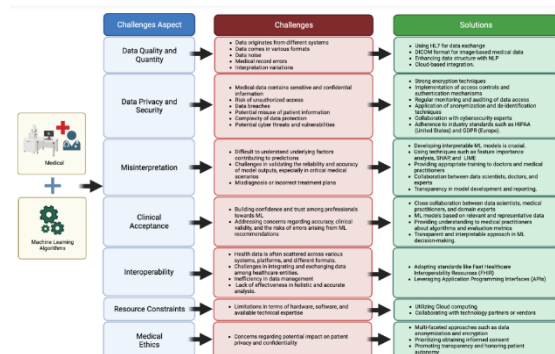 Challenges Aspect
Challenges
Solutions
Data Quality and
Quantity
Data originates from different systems
Data comes in various formats
Data noise
Medical record errors
Interpretation variations
Using HL7 for data exchange
DICOM format for image-based medical data
Enhancing data structure with NLP
Cloud-based integration.
Data Privacy and
Security
Medical data contains sensitive and confidential
information
Risk of unauthorized access
Data breaches
Potential misuse of patient information
Complexity of data protection
Potential cyber threats and vulnerabilities
Strong encryption techniques
Implementation of access controls and
authentication mechanisms
Regular monitoring and auditing of data access
Application of anonymization and de-identification
techniques
Collaboration with cybersecurity experts
Adherence to industry standards such as HIPAA
(United States) and GDPR (Europe).
Medical
Machine Learning
Algorithms
Misinterpretation
Difficult to understand underlying factors
contributing to predictions
Challenges in validating the reliability and accuracy
of model outputs, especially in critical medical
scenarios
Misdiagnosis or incorrect treatment plans
Developing interpretable ML models is crucial.
Using techniques such as feature importance
analysis, SHAP, and LIME
Providing appropriate training to doctors and medical
practitioners
Collaboration between data scientists, doctors, and
experts
Transparency in model development and reporting.
Clinical
Acceptance
Building confidence and trust among professionals
towards ML
Addressing concerns regarding accuracy, clinical
validity, and the risks of errors arising from ML
recommendations
Close collaboration between data scientists, medical
practitioners, and domain experts
ML models based on relevant and representative data
Providing understanding to medical practitioners
about algorithms and evaluation metrics
Transparent and interpretable approach in ML
decision-making.
Interoperability
Health data is often scattered across various
systems, platforms, and different formats.
Challenges in integrating and exchanging data
among healthcare entities.
Inefficiency in data management
Lack of effectiveness in holistic and accurate
analysis.
Adopting standards like Fast Healthcare
Interoperability Resources (FHIR)
Leveraging Application Programming Interfaces (APIs)
Resource Constraints
Limitations in terms of hardware, software, and
available technical expertise
Utilizing Cloud computing
Collaborating with technology partners or vendors
Medical
Ethics
Concerns regarding potential impact on patient
privacy and confidentiality
Multi-faceted approaches such as data
anonymization and encryption
Prioritizing obtaining informed consent
Promoting transparency and honoring patient
autonomy